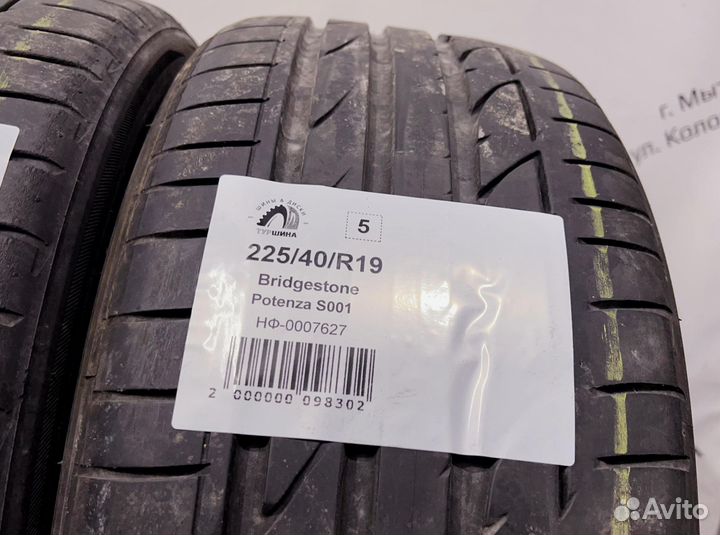 ШИНЫ & ДИСКИ
ТУРШИНА
5
225/40/R19
Bridgestone
Potenza S001
НФ-0007627
2 000000 098302
г. Мы
ул. Коло
Avito